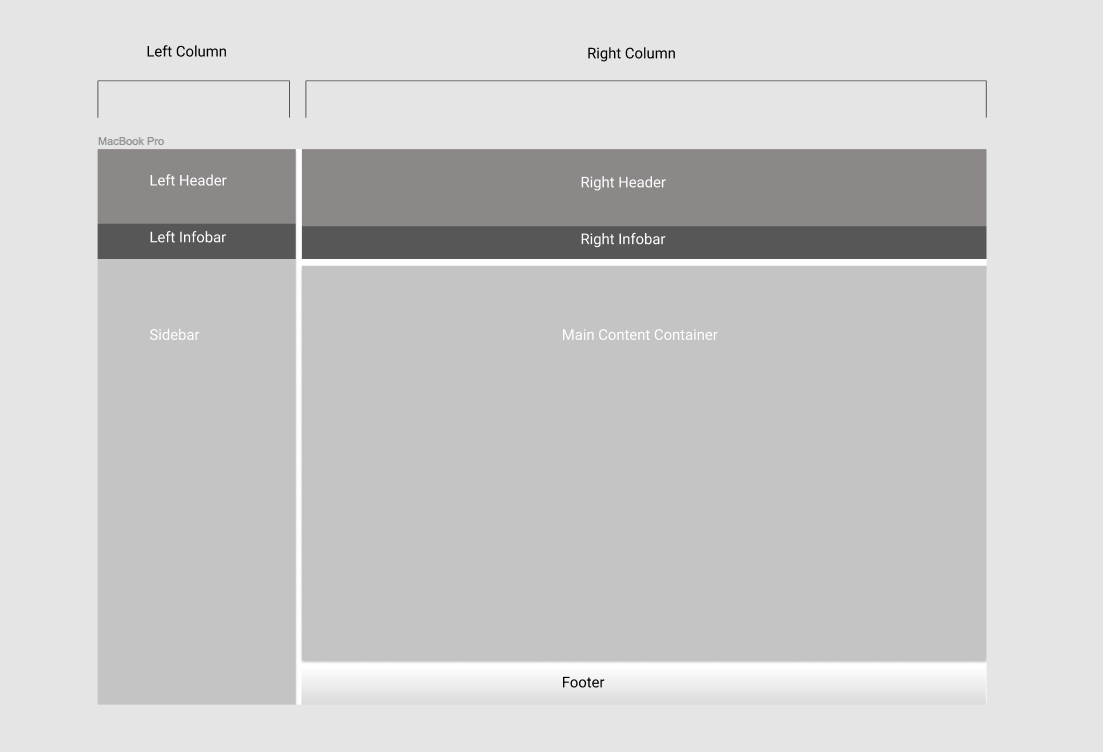 Left Column
Right Column
MacBook Pro
Left Header
Right Header
Left Infobar
Right Infobar
Sidebar
Main Content Container
Footer